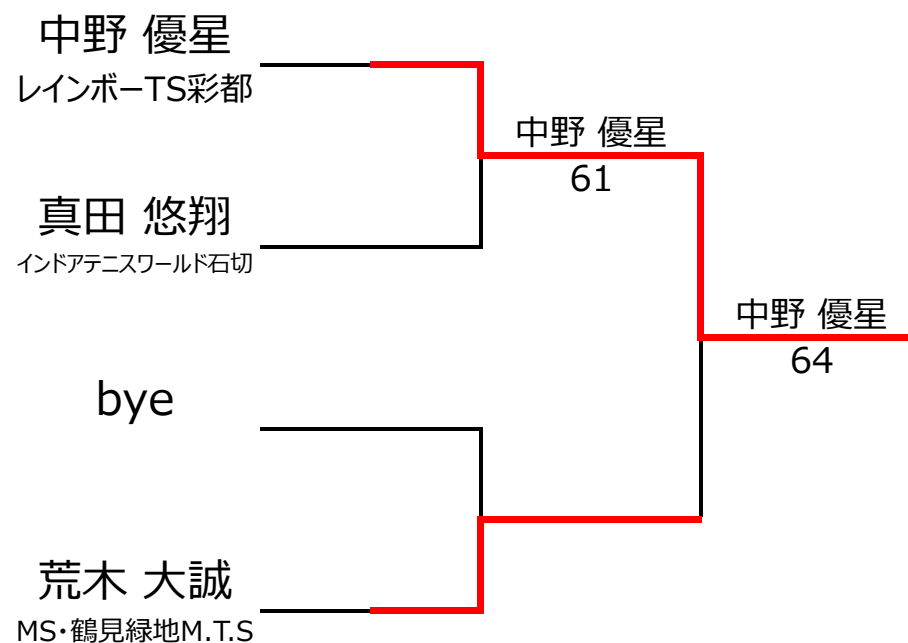 中野 優星
レインボーTS彩都
中野 優星
61
真田 悠翔
インドアテニスワールド石切
中野 優星
64
bye
荒木 大誠
MS・鶴見緑地M.T.S